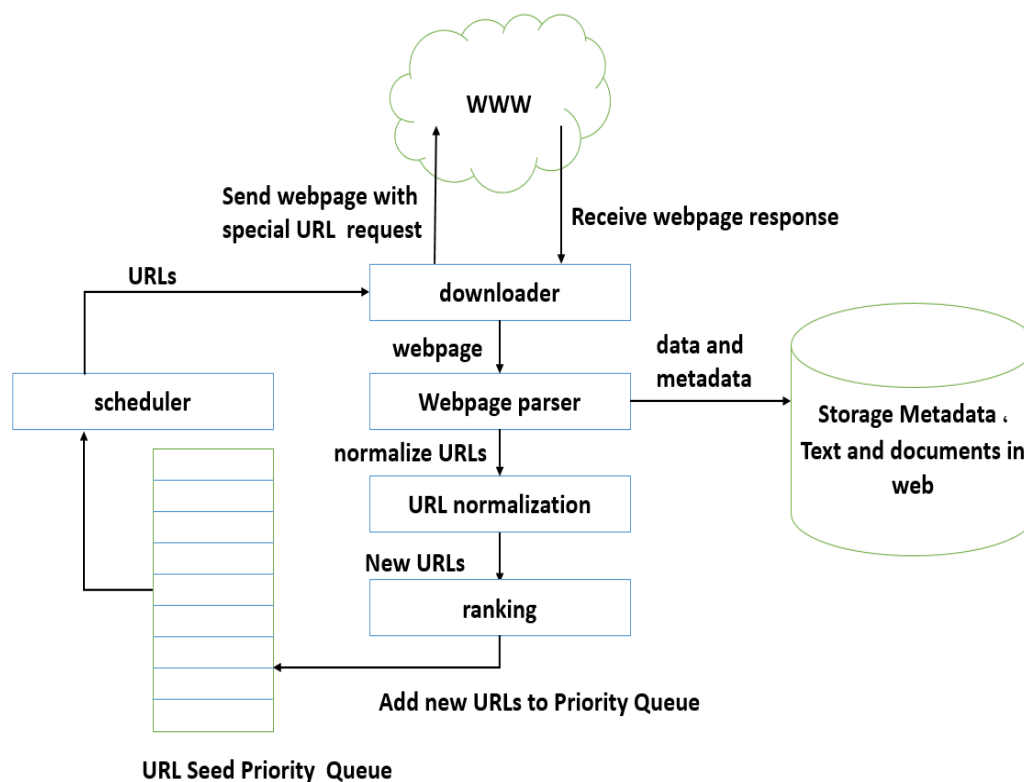 WWW
Send webpage with
special URL request
Receive webpage response
URLs
downloader
webpage
data and
metadata
scheduler
Webpage parser
Storage Metadata ،
Text and documents in
web
normalize URLs
URL normalization
New URLs
ranking
Add new URLs to Priority Queue
URL Seed Priority Queue